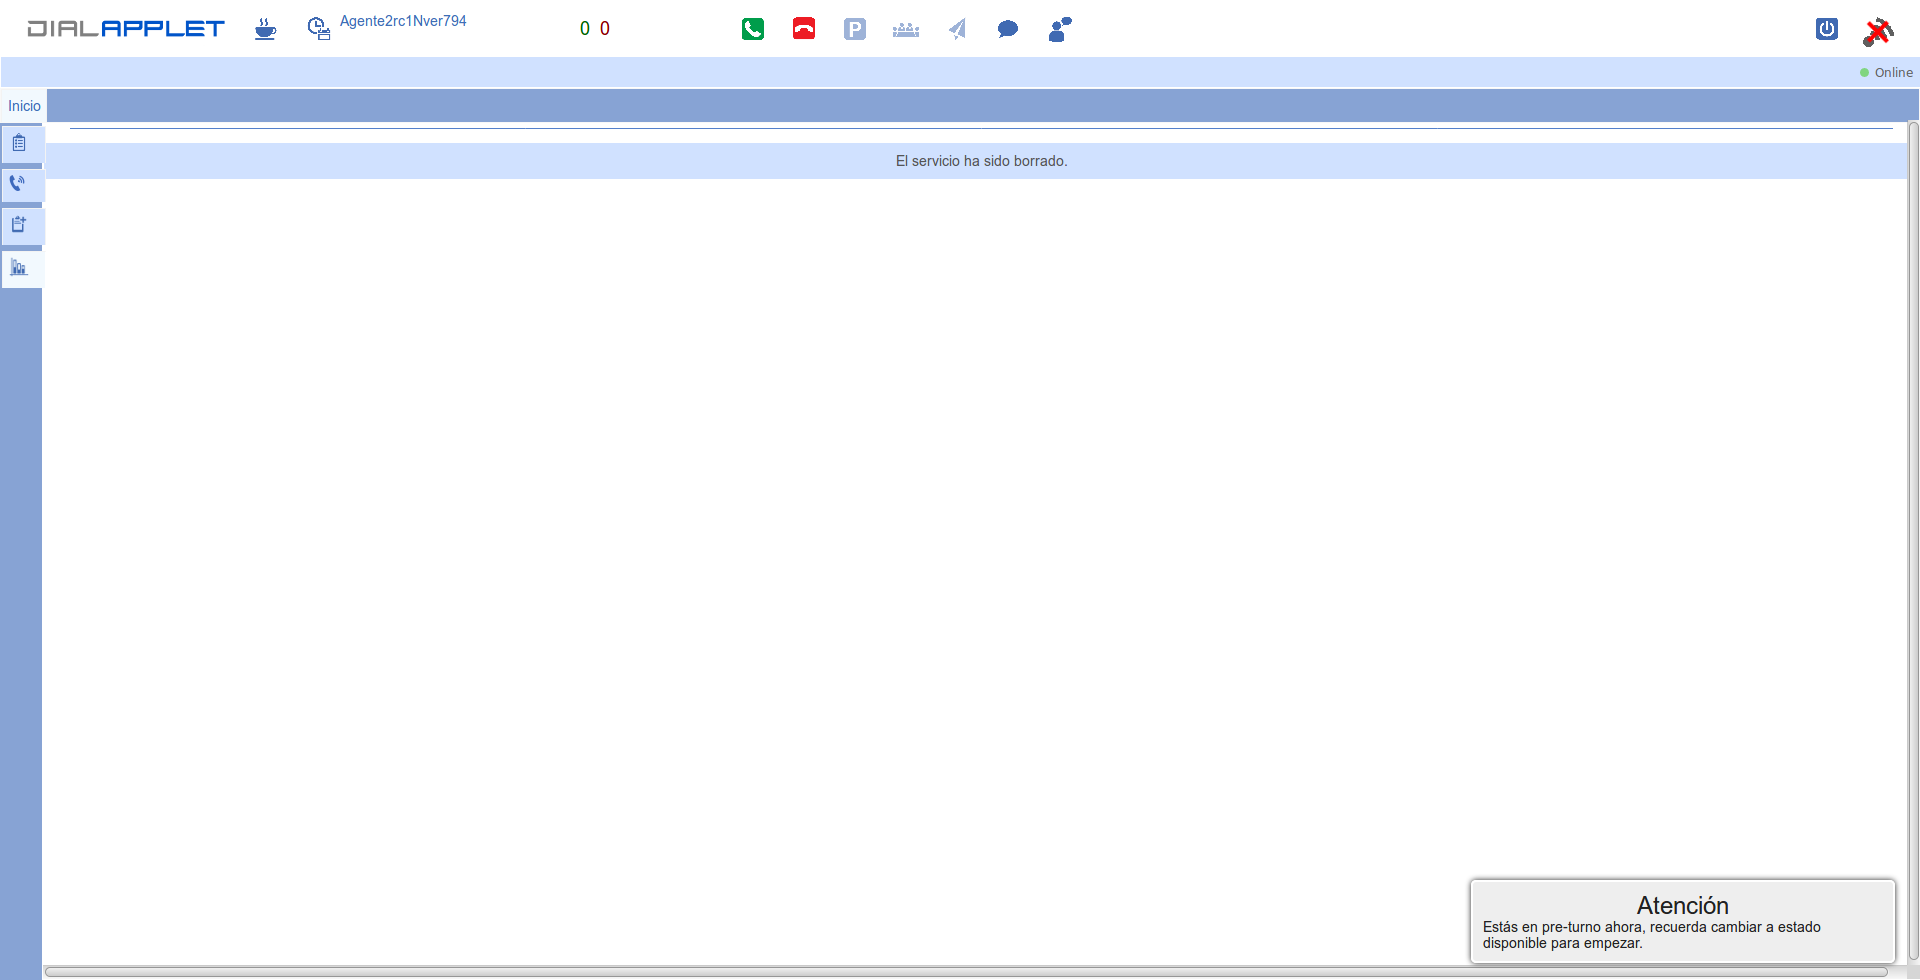 DIALAPPLET
Agente2rc1Nver794
0 0
P
Online
Inicio
El servicio ha sido borrado.
Atención
Estás en pre-turno ahora, recuerda cambiar a estado
disponible para empezar.